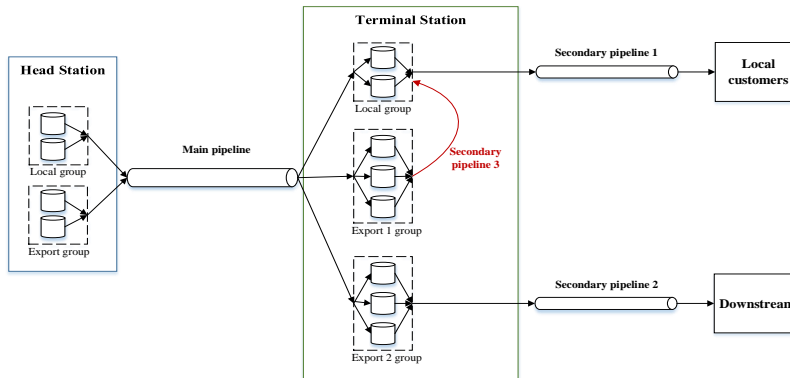 Terminal Station
Head Station
Local group
Export group
Main pipeline
Local group
Secondary
pipeline 3
Export 1 group
Export 2 group
Secondary pipeline 1
Local
customers
Secondary pipeline 2
Downstream